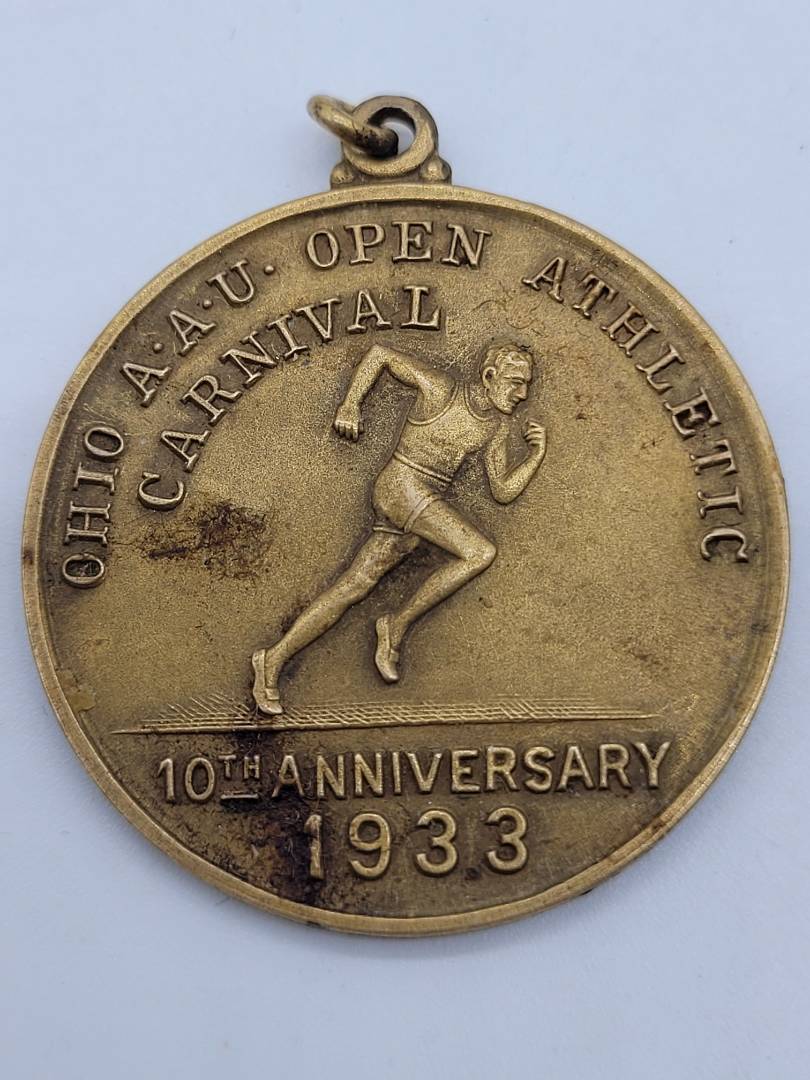 OHIO A·A·U· OPEN ATHLETIC
CARNIVAL
10TH ANNIVERSARY
1933